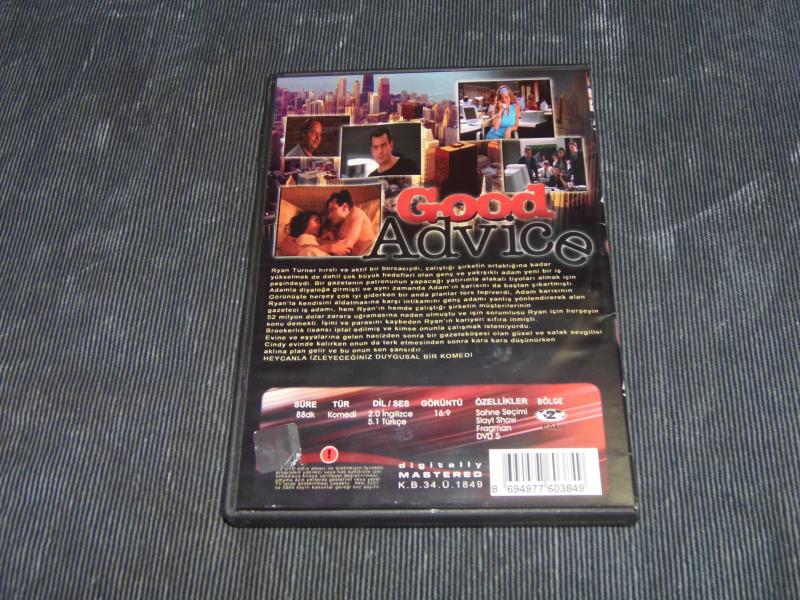 Good
Advice
Ryan Turner hırslı ve aktif bir borsacıydı, çalıştığı şirketin ortaklığına kadar
yükselmek de dahil çok büyük hedefleri olan genç ve yakışıklı adam yeni bir iş
peşindeydi. Bir gazetenin patronunun yapacağı yatırımla alakalı tiyoları almak için
Adamla diyaloğa girmişti ve aynı zamanda Adam'ın karısını da baştan çıkartmıştı.
Görünüşte herşey çok iyi giderken bir anda planlar ters tepiverdi, Adam karısının
Ryan'la kendisini aldatmasına karşı intikamını genç adamı yanlış yönlendirerek alan
gazeteci iş adamı, hem Ryan'ın hemde çalıştığı şirketin müşterilerinin
52 milyon dolar zarara uğramasına neden olmuştu ve işin sorumlusu Ryan için herşeyin
sonu demekti. İşini ve parasını kaybeden Ryan'ın kariyeri sıfıra inmişti.
Brookerlık lisansı iptal edilmiş ve kimse onunla çalışmak istemiyordu.
Evine ve eşyalarına gelen hacizden sonra bir gazeteköşesi olan güsel ve salak sevgilisi
Cindy evinde kalırken onun da terk etmesinden sonra kara kara düşünürken
aklına plan gelir ve bu onun son şansıdır.
HEYCANLA İZLEYECEĞİNİZ DUYGUSAL BİR KOMEDİ
SÜRE TÜR DİL / SES GÖRÜNTÜ ÖZELLİKLER BÖLGE
88dk Komedi 2.0 İngilizce 16:9 Sahne Seçimi 2
5.1 Türkçe Slayt Show PAL
Fragman
DVD 5
!
digitally
MASTERED
K.B.34.Ü.1849
8 694977 603849